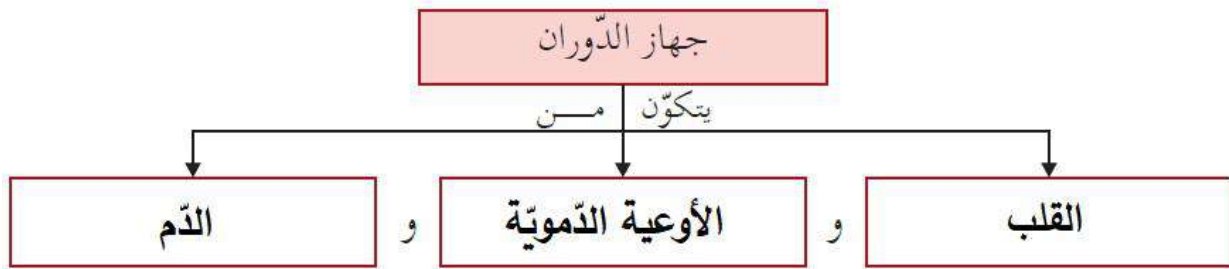 جهاز الدّوران
يتكوّن مـــن
القلب و الأوعية الدّمويّة و الدّم